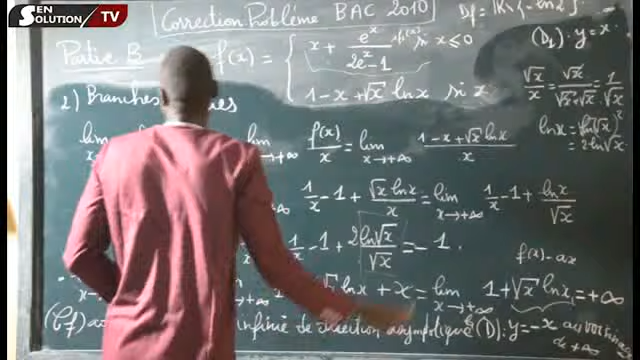 SEN SOLUTION TV
Correction Problème BAC 2010
Df = ℝ \ {-ln2}
Partie B
f(x) = { x + e^x / (2e^x - 1) si x ≤ 0
1 - x + √x ln x si x
(D₁) : y = x
2) Branches
√x/x = √x/(√x · √x) = 1/√x
ln x = ln(√x)² = 2 ln √x
lim
lim x→+∞ f(x)/x = lim x→+∞ (1 - x + √x ln x)/x
1/x - 1 + (√x ln x)/x = lim x→+∞ 1/x - 1 + ln x/√x
1/x - 1 + 2 ln √x/√x = -1.
f(x) - ax
ln x + x = lim x→+∞ 1 + √x ln x = +∞
(Cf) infinie de direction asymptotique (D) : y = -x au voisinage de +∞